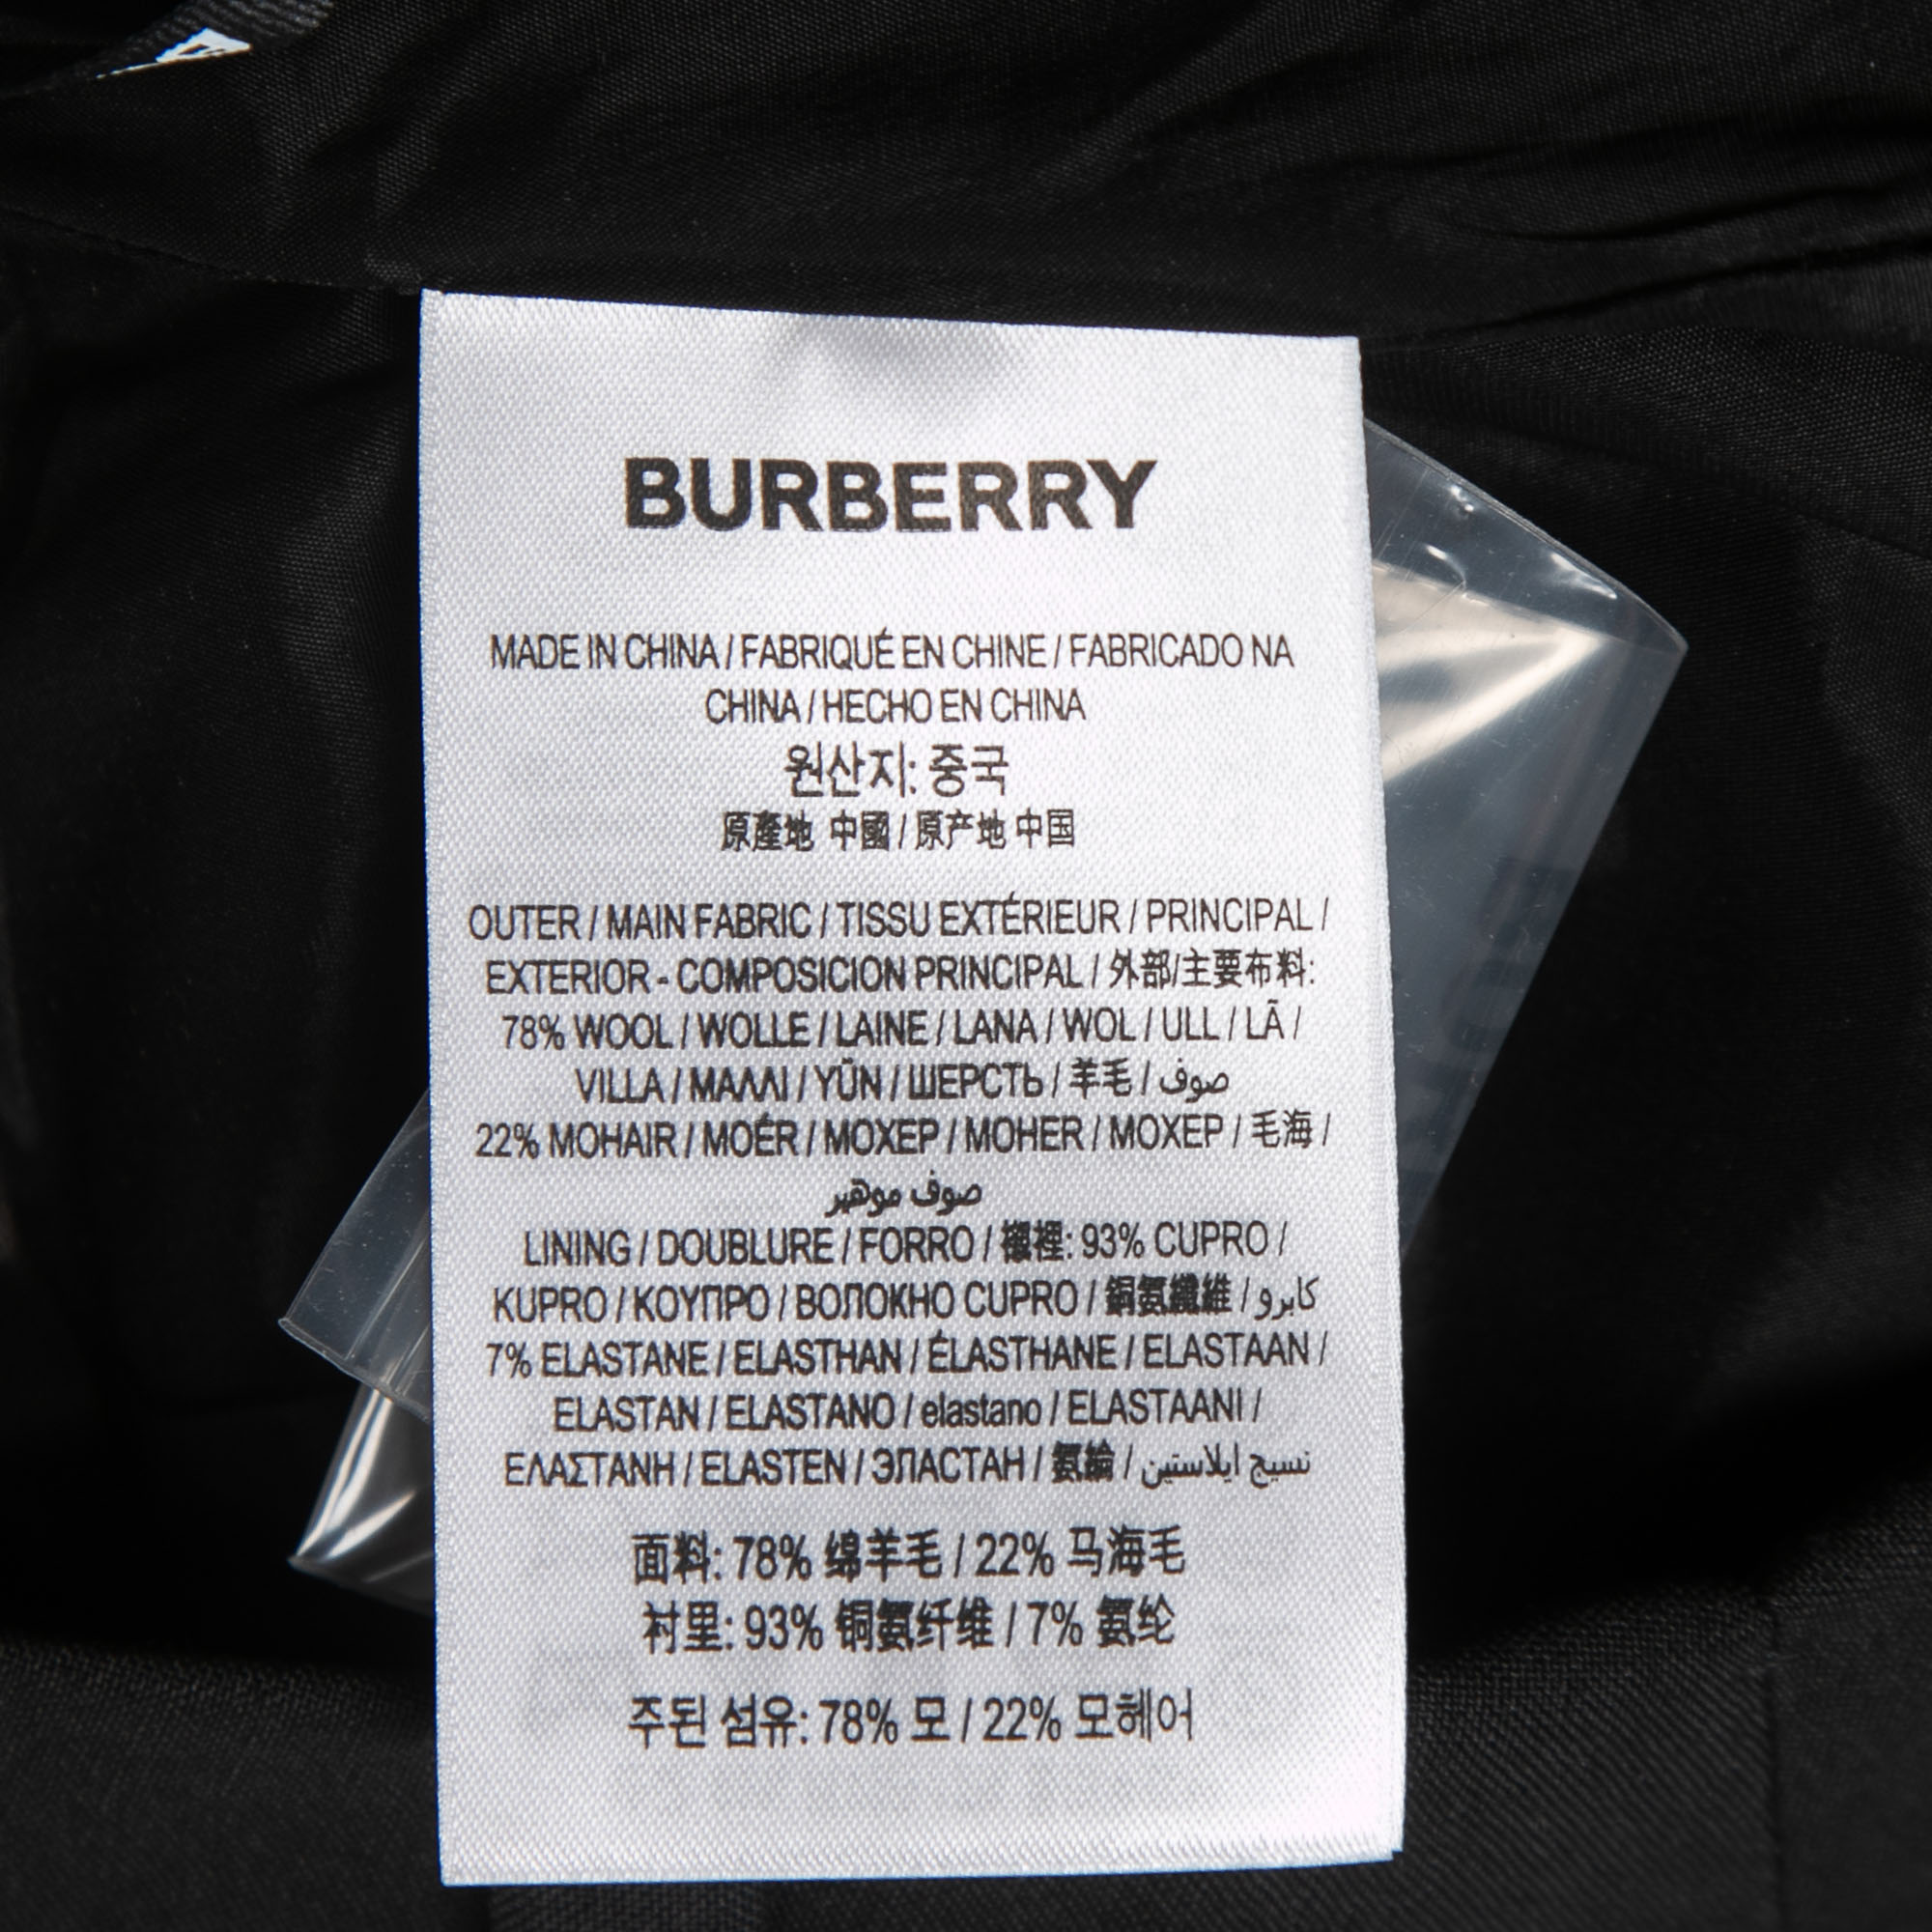 BURBERRY
MADE IN CHINA / FABRIQUÉ EN CHINE / FABRICADO NA
CHINA / HECHO EN CHINA
원산지: 중국
原產地 中國 / 原产地 中国
OUTER / MAIN FABRIC / TISSU EXTÉRIEUR / PRINCIPAL /
EXTERIOR - COMPOSICION PRINCIPAL / 外部/主要布料:
78% WOOL / WOLLE / LAINE / LANA / WOL / ULL / LÃ /
VILLA / ΜΑΛΛΙ / YŪN / ШЕРСТЬ / 羊毛 / صوف
22% MOHAIR / MOÉR / ΜΟΧΕΡ / MOHER / МОХЕР / 毛海 /
صوف موهير
LINING / DOUBLURE / FORRO / 襯裡: 93% CUPRO /
KUPRO / ΚΟΥΠΡΟ / ВОЛОКНО CUPRO / 銅氨纖維 / كابرو
7% ELASTANE / ELASTHAN / ÉLASTHANE / ELASTAAN /
ELASTAN / ELASTANO / elastano / ELASTAANI /
ΕΛΑΣΤΑΝΗ / ELASTEN / ЭЛАСТАН / 氨綸 / نسيج ايلاستين
面料: 78% 绵羊毛 / 22% 马海毛
衬里: 93% 铜氨纤维 / 7% 氨纶
주된 섬유: 78% 모 / 22% 모헤어